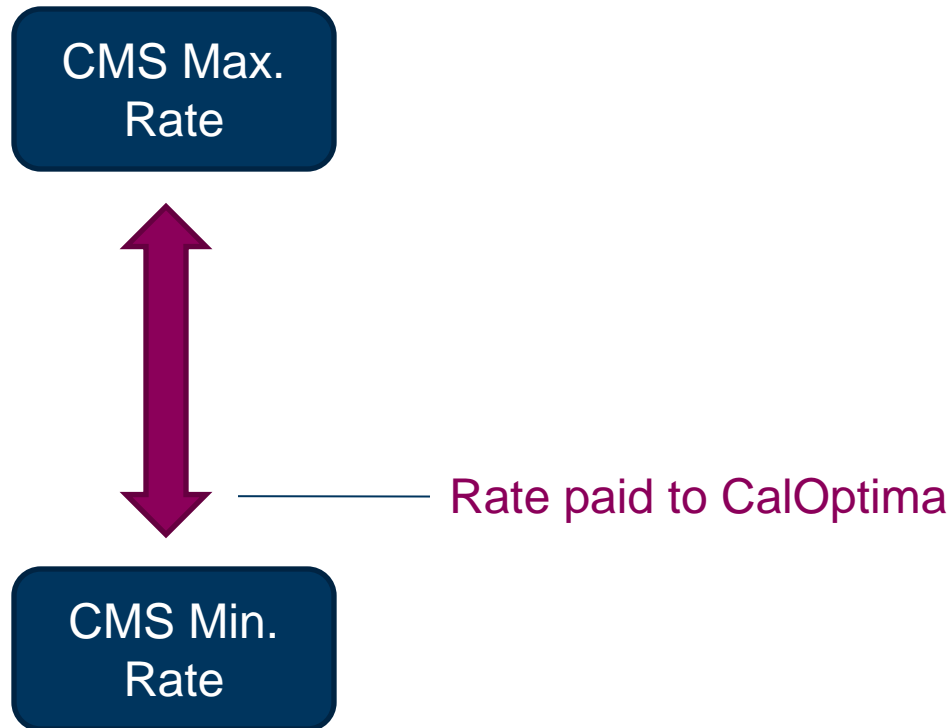 CMS Max.
Rate
Rate paid to CalOptima
CMS Min.
Rate